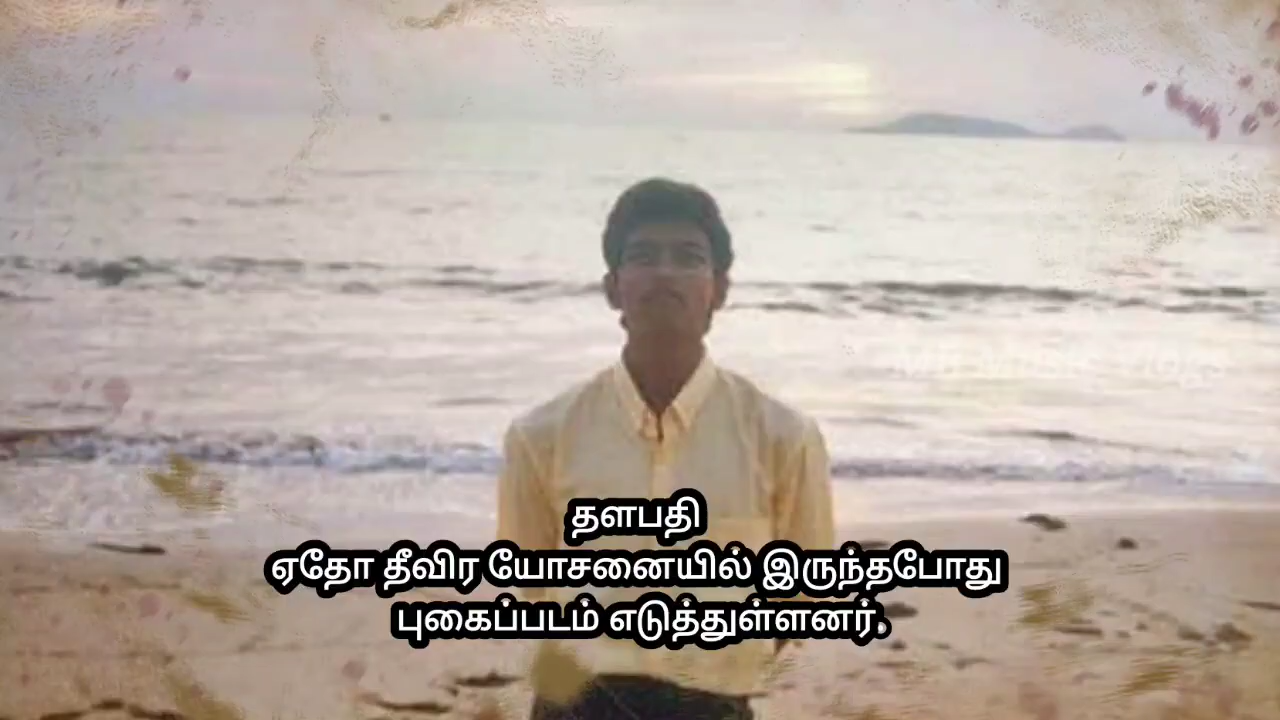 தளபதி
ஏதோ தீவிர யோசனையில் இருந்தபோது
புகைப்படம் எடுத்துள்ளனர்.